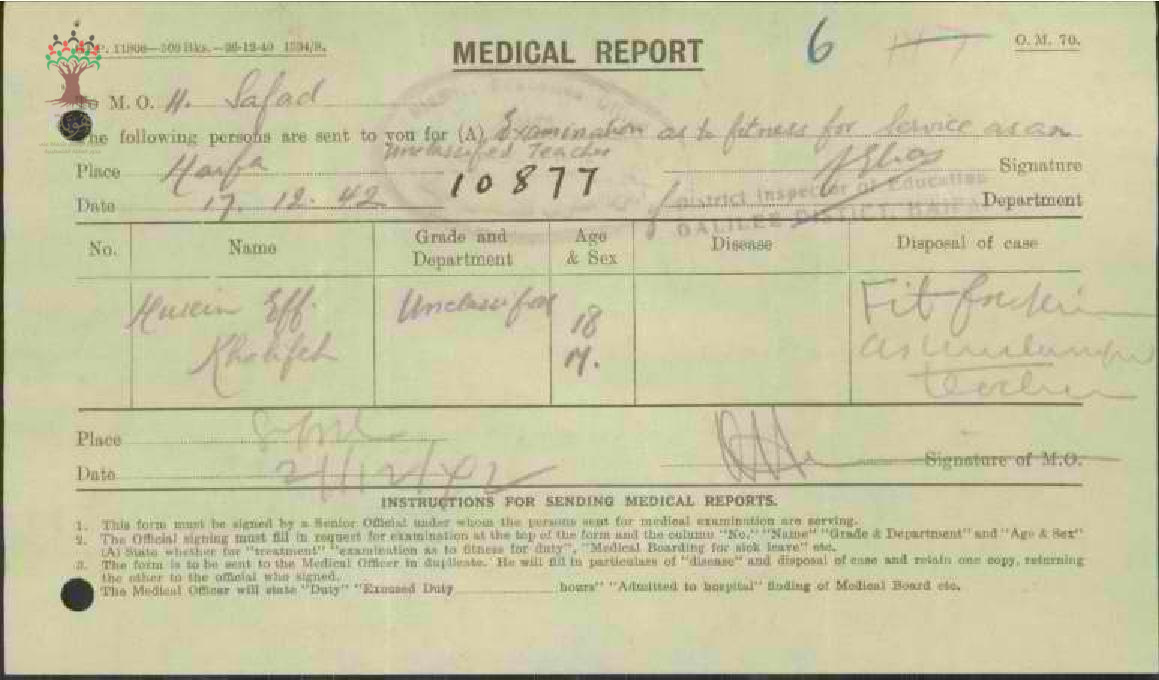 P. 11806—500 Bks.—26-12-40 1534/S.
MEDICAL REPORT
6
O. M. 70.
To M. O. H. Safad
The following persons are sent to you for (A) Examination as to fitness for Service as an
Unclassified Teacher
Place Haifa
Signature
10877
Date 17. 12. 42
District Inspector of Education
Department
GALILEE DISTICT, HAIFA
No. Name Grade and Department Age & Sex Disease Disposal of case
Husein Eff. Unclassified 18 Fit for
Khalifeh M. as
teacher
Place
Date 21/12/42
Signature of M.O.
INSTRUCTIONS FOR SENDING MEDICAL REPORTS.
1. This form must be signed by a Senior Official under whom the persons sent for medical examination are serving.
2. The Official signing must fill in request for examination at the top of the form and the column "No." "Name" "Grade & Department" and "Age & Sex"
(A) State whether for "treatment" "examination as to fitness for duty", "Medical Boarding for sick leave" etc.
3. The form is to be sent to the Medical Officer in duplicate. He will fill in particulars of "disease" and disposal of case and retain one copy, returning
the other to the official who signed.
The Medical Officer will state "Duty" "Excused Duty ............ hours" "Admitted to hospital" finding of Medical Board etc.